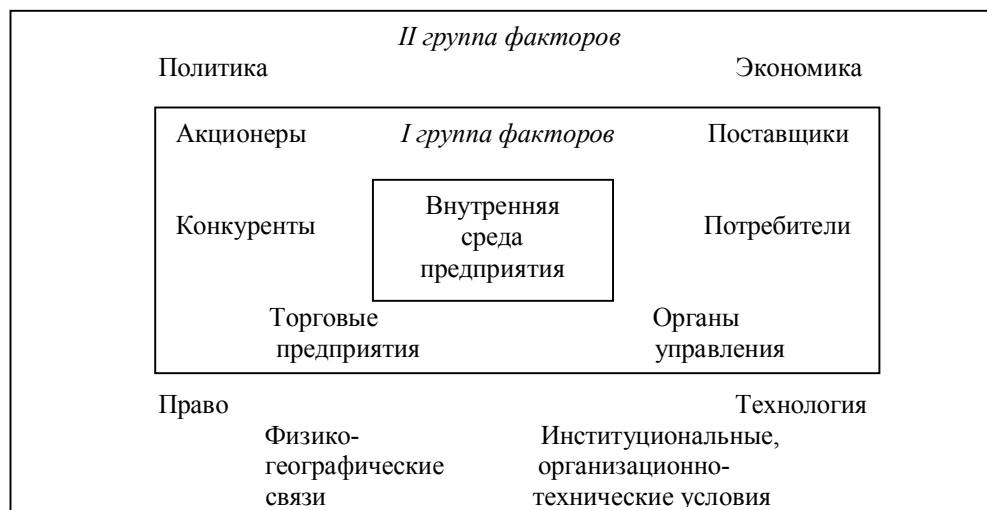 II группа факторов
Политика Экономика
Акционеры I группа факторов Поставщики
Внутренняя
Конкуренты среда Потребители
предприятия
Торговые Органы
предприятия управления
Право Технология
Физико- Институциональные,
географические организационно-
связи технические условия